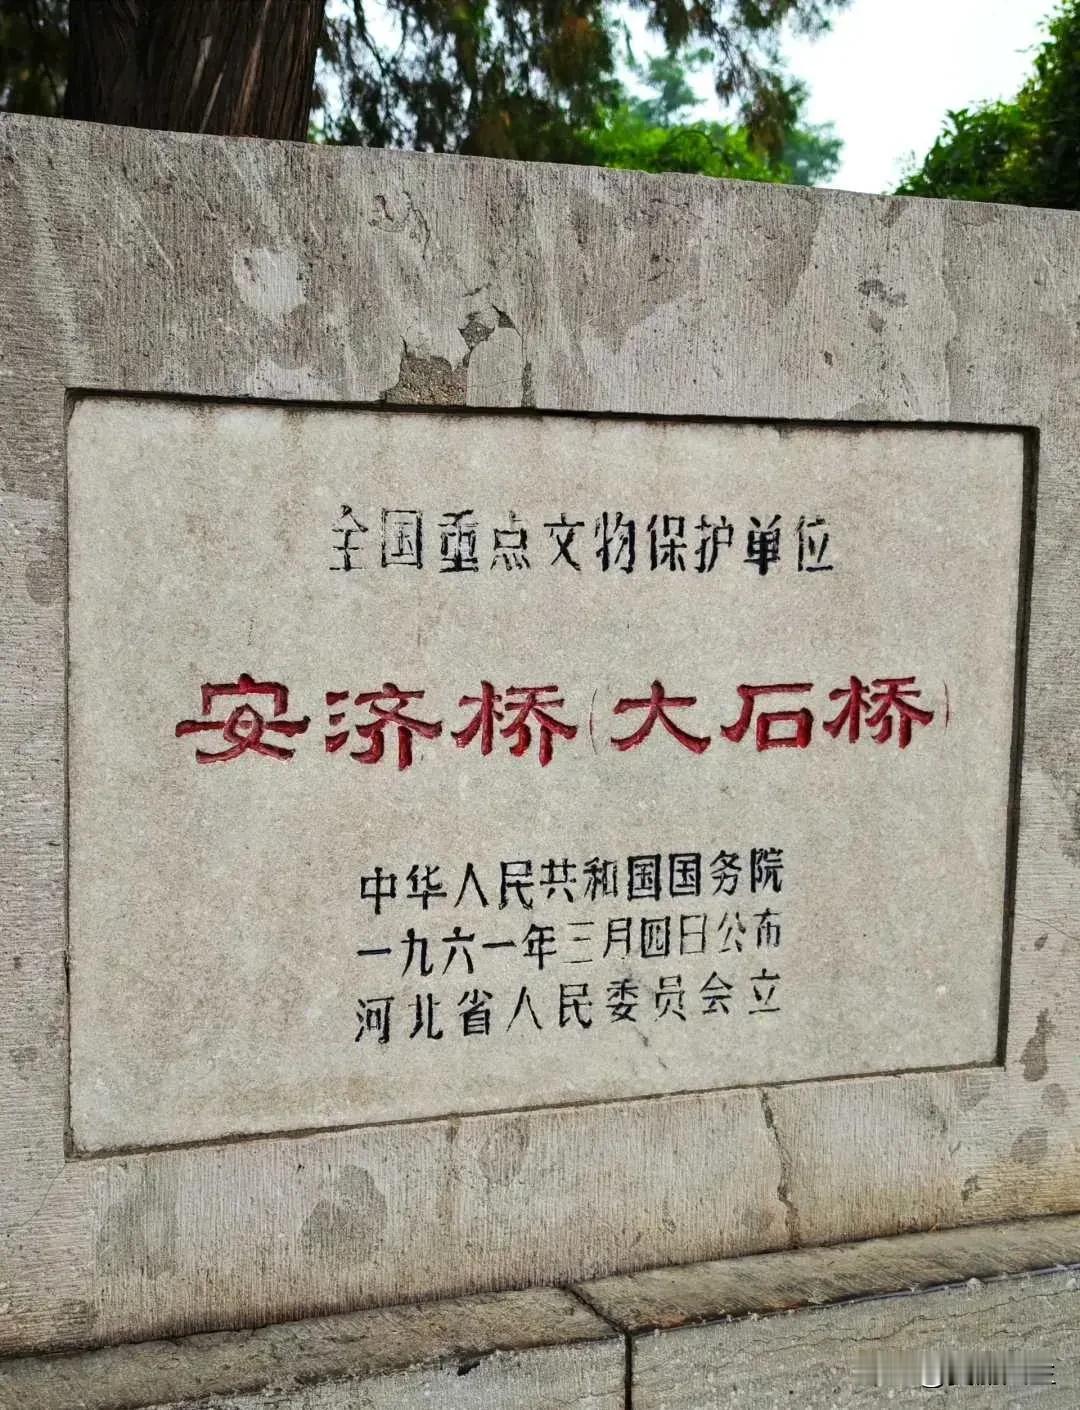 全国重点文物保护单位
安济桥(大石桥)
中华人民共和国国务院
一九六一年三月四日公布
河北省人民委员会立